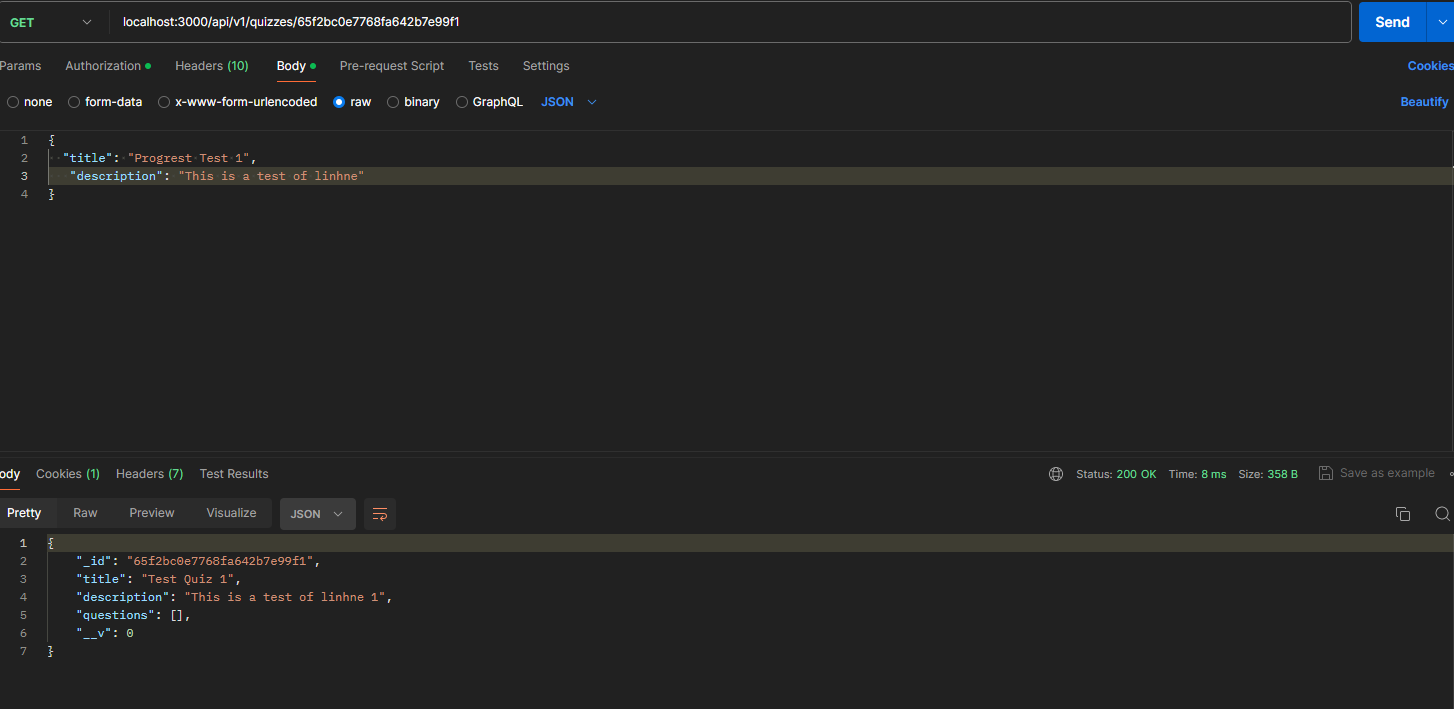 GET localhost:3000/api/v1/quizzes/65f2bc0e7768fa642b7e99f1 Send
Params Authorization Headers (10) Body Pre-request Script Tests Settings Cookies
none form-data x-www-form-urlencoded raw binary GraphQL JSON Beautify
1 {
2 "title": "Progrest Test 1",
3 "description": "This is a test of linhne"
4 }
ody Cookies (1) Headers (7) Test Results Status: 200 OK Time: 8 ms Size: 358 B Save as example
Pretty Raw Preview Visualize JSON
1 {
2 "_id": "65f2bc0e7768fa642b7e99f1",
3 "title": "Test Quiz 1",
4 "description": "This is a test of linhne 1",
5 "questions": [],
6 "__v": 0
7 }